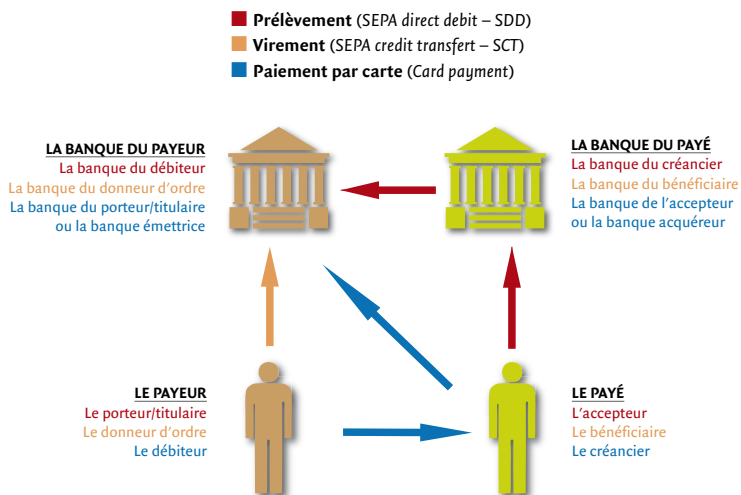 Prélèvement (SEPA direct debit – SDD)
Virement (SEPA credit transfert – SCT)
Paiement par carte (Card payment)
LA BANQUE DU PAYEUR
La banque du débiteur
La banque du donneur d'ordre
La banque du porteur/titulaire
ou la banque émettrice
LA BANQUE DU PAYÉ
La banque du créancier
La banque du bénéficiaire
La banque de l'accepteur
ou la banque acquéreur
LE PAYEUR
Le porteur/titulaire
Le donneur d'ordre
Le débiteur
LE PAYÉ
L'accepteur
Le bénéficiaire
Le créancier